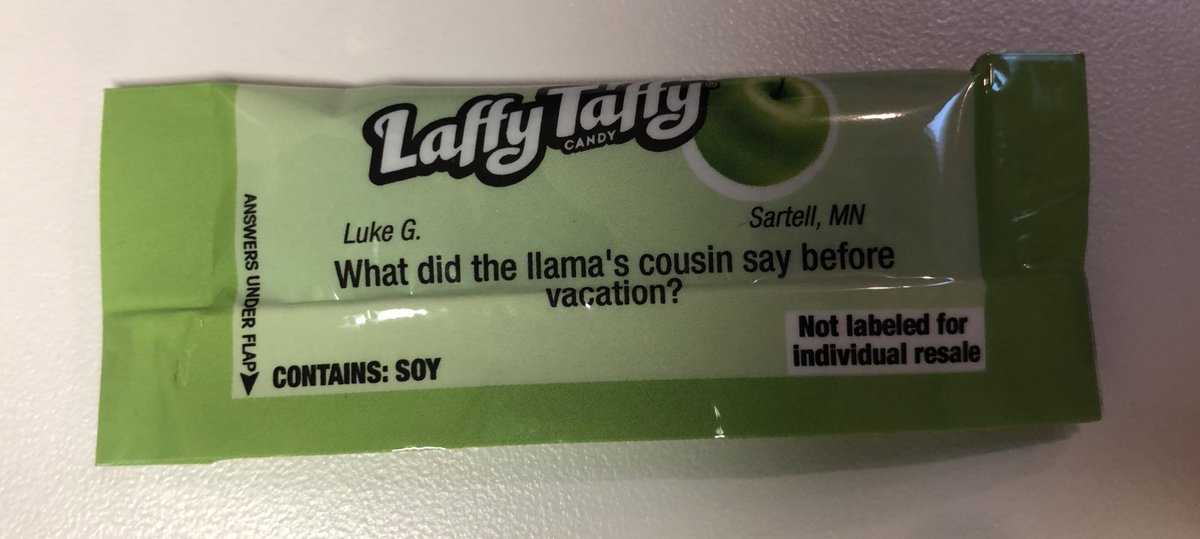 Laffy Taffy
CANDY
Luke G.
Sartell, MN
What did the llama's cousin say before
vacation?
ANSWERS UNDER FLAP
CONTAINS: SOY
Not labeled for
individual resale